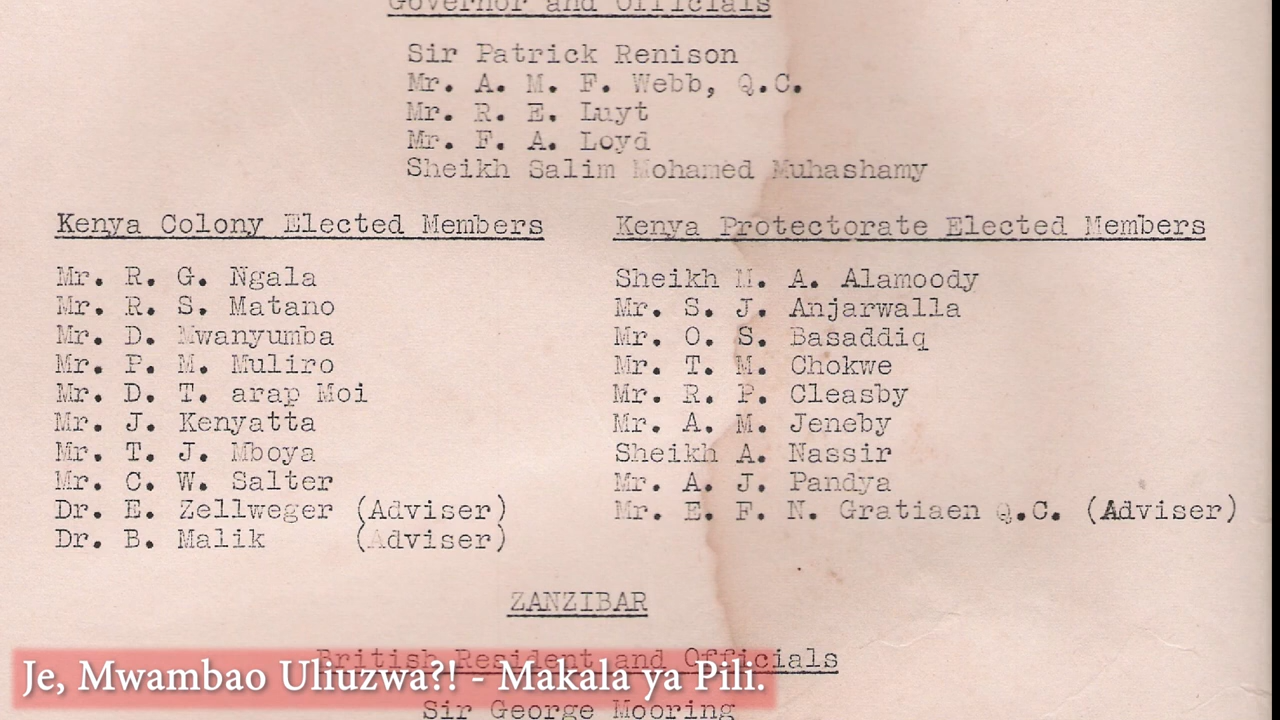 Governor and Officials
Sir Patrick Renison
Mr. A. M. F. Webb, Q.C.
Mr. R. E. Luyt
Mr. F. A. Loyd
Sheikh Salim Mohamed Muhashamy
Kenya Colony Elected Members
Mr. R. G. Ngala
Mr. R. S. Matano
Mr. D. Mwanyumba
Mr. P. M. Muliro
Mr. D. T. arap Moi
Mr. J. Kenyatta
Mr. T. J. Mboya
Mr. C. W. Salter
Dr. E. Zellweger (Adviser)
Dr. B. Malik (Adviser)
Kenya Protectorate Elected Members
Sheikh M. A. Alamoody
Mr. S. J. Anjarwalla
Mr. O. S. Basaddiq
Mr. T. M. Chokwe
Mr. R. P. Cleasby
Mr. A. M. Jeneby
Sheikh A. Nassir
Mr. A. J. Pandya
Mr. E. F. N. Gratiaen Q.C. (Adviser)
ZANZIBAR
British Resident and Officials
Je, Mwambao Uliuzwa?! - Makala ya Pili.
Sir George Mooring